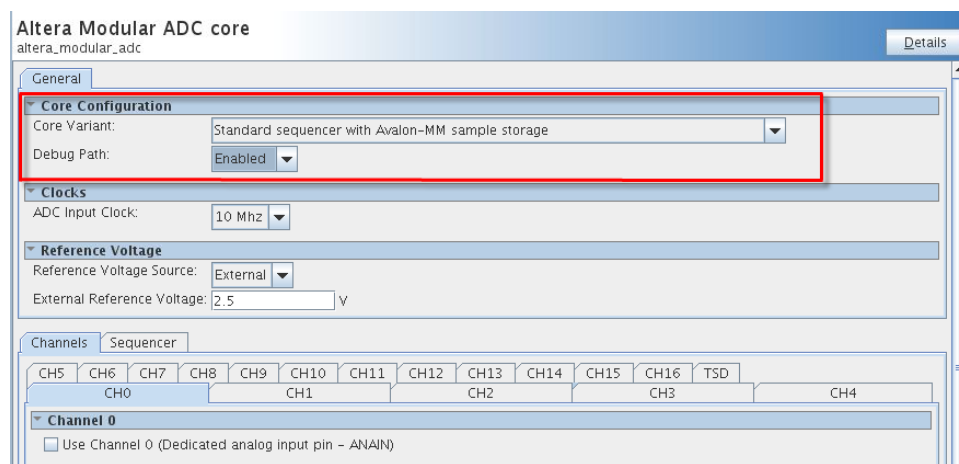 Altera Modular ADC core
altera_modular_adc
Details
General
Core Configuration
Core Variant: Standard sequencer with Avalon-MM sample storage
Debug Path: Enabled
Clocks
ADC Input Clock: 10 Mhz
Reference Voltage
Reference Voltage Source: External
External Reference Voltage: 2.5 V
Channels Sequencer
CH5 CH6 CH7 CH8 CH9 CH10 CH11 CH12 CH13 CH14 CH15 CH16 TSD
CH0 CH1 CH2 CH3 CH4
Channel 0
Use Channel 0 (Dedicated analog input pin - ANAIN)